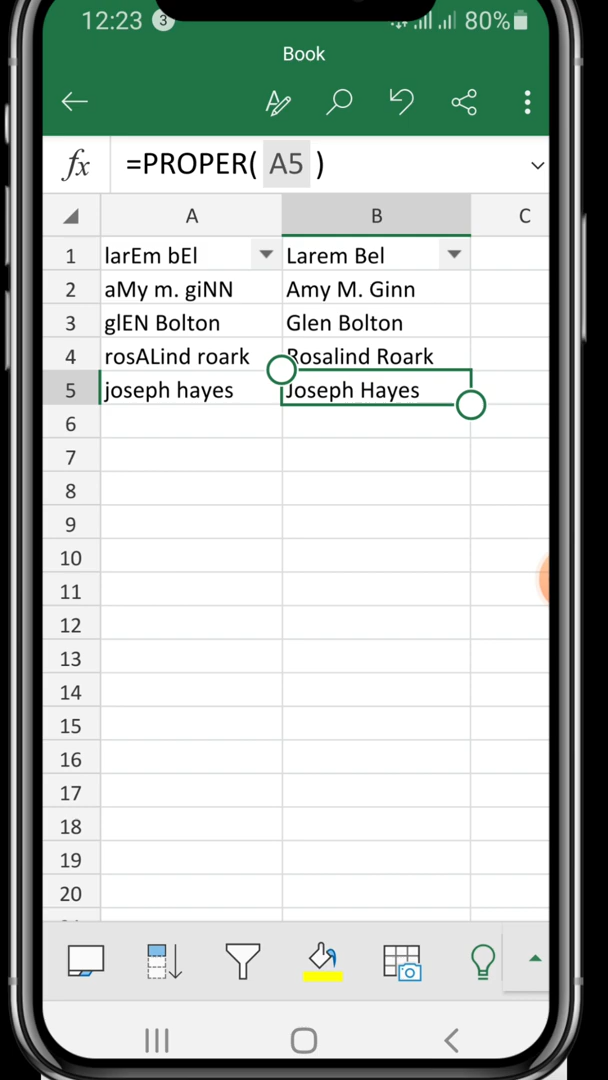 12:23 3 80%
Book
fx =PROPER( A5 )
A B C
1 larEm bEl Larem Bel
2 aMy m. giNN Amy M. Ginn
3 glEN Bolton Glen Bolton
4 rosALind roark Rosalind Roark
5 joseph hayes Joseph Hayes
6
7
8
9
10
11
12
13
14
15
16
17
18
19
20